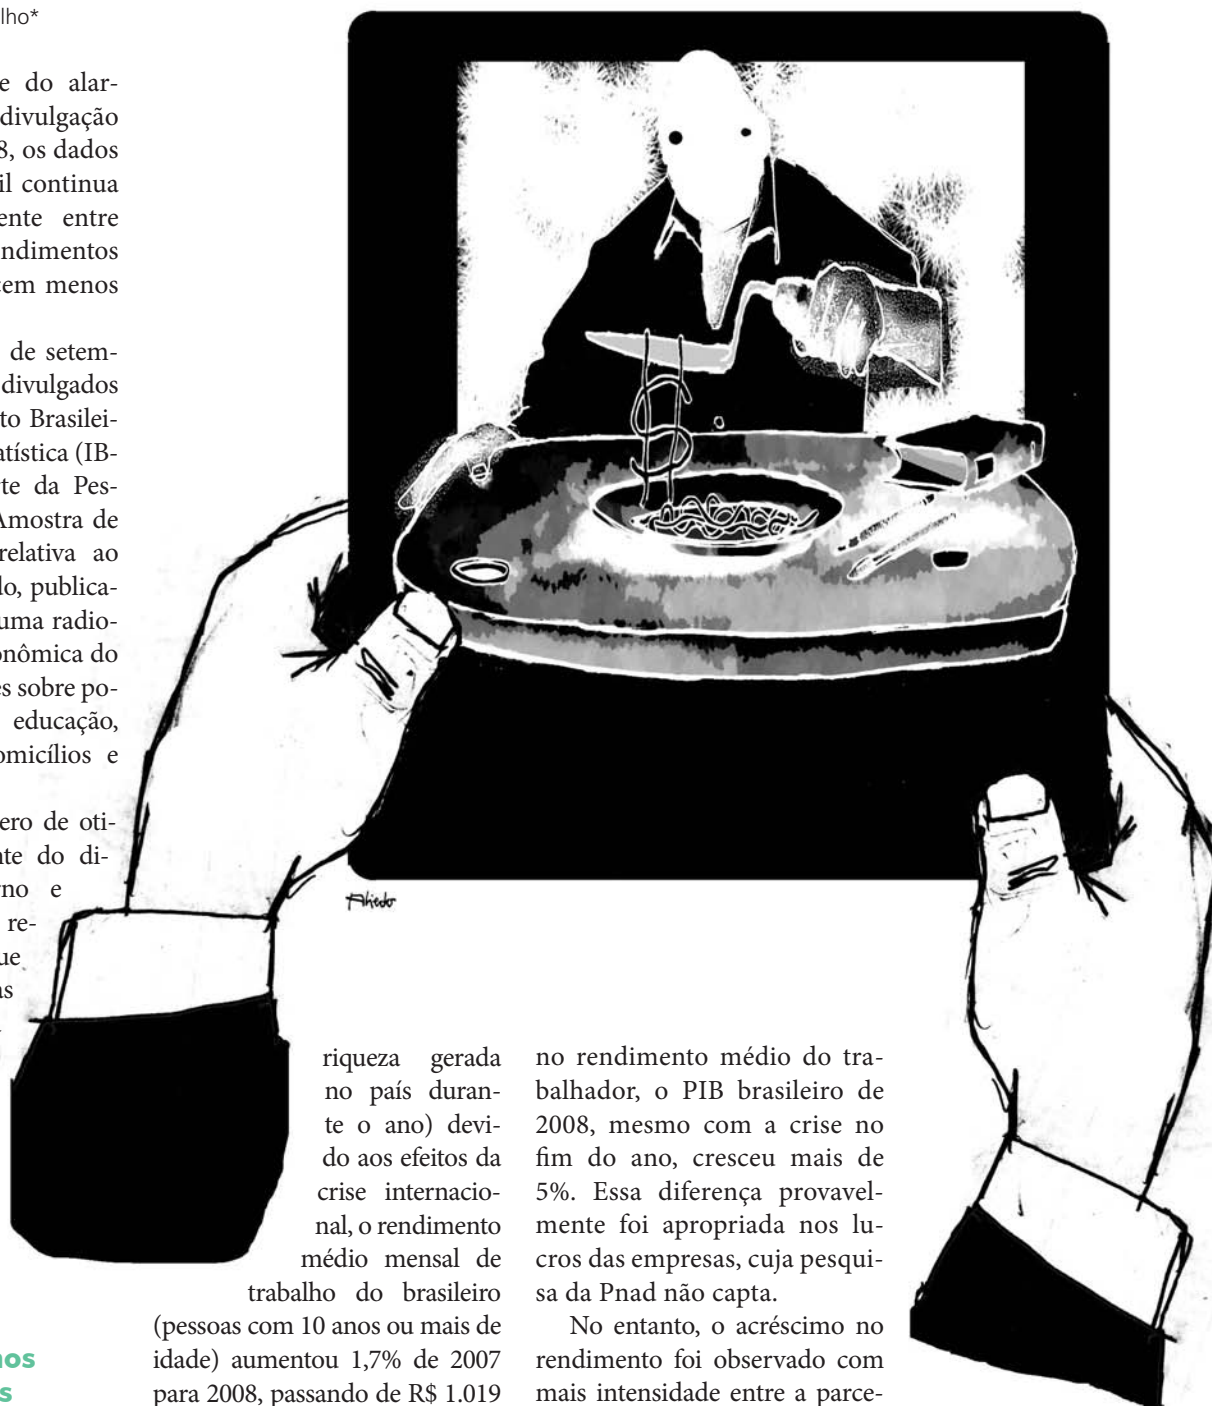 lho*
e do alar-
divulgação
8, os dados
il continua
ente entre
ndimentos
cem menos
de setem-
divulgados
to Brasilei-
atística (IB-
rte da Pes-
Amostra de
relativa ao
do, publica-
uma radio-
onômica do
es sobre po-
educação,
omicílios e
ero de oti-
nte do di-
rno e
re-
ue
as
riqueza gerada
no país duran-
te o ano) devi-
do aos efeitos da
crise internacio-
nal, o rendimento
médio mensal de
trabalho do brasileiro
(pessoas com 10 anos ou mais de
idade) aumentou 1,7% de 2007
para 2008, passando de R$ 1.019
no rendimento médio do tra-
balhador, o PIB brasileiro de
2008, mesmo com a crise no
fim do ano, cresceu mais de
5%. Essa diferença provavel-
mente foi apropriada nos lu-
cros das empresas, cuja pesqui-
sa da Pnad não capta.
No entanto, o acréscimo no
rendimento foi observado com
mais intensidade entre a parce-
nos
s